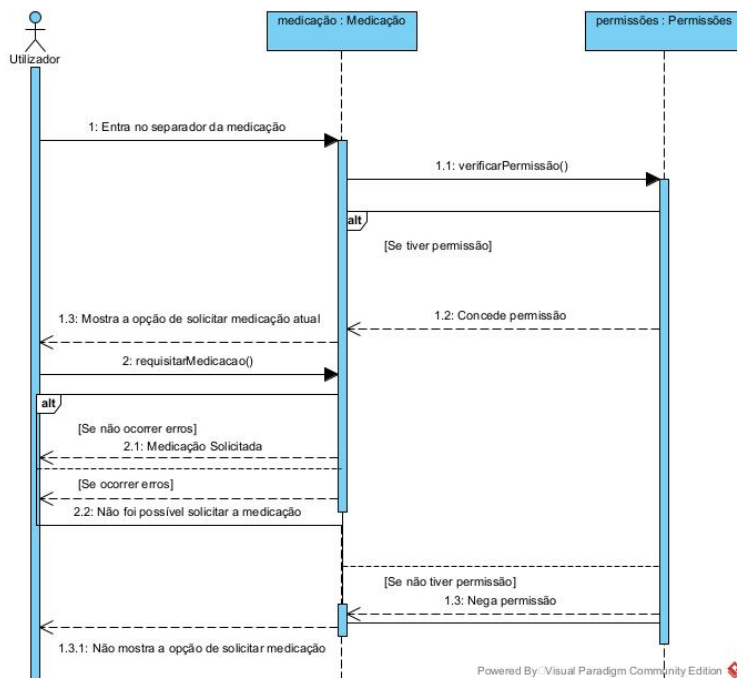 medicação : Medicação
permissões : Permissões
Utilizador
1: Entra no separador da medicação
1.1: verificarPermissão()
alt
[Se tiver permissão]
1.2: Concede permissão
1.3: Mostra a opção de solicitar medicação atual
2: requisitarMedicacao()
alt
[Se não ocorrer erros]
2.1: Medicação Solicitada
[Se ocorrer erros]
2.2: Não foi possível solicitar a medicação
[Se não tiver permissão]
1.3: Nega permissão
1.3.1: Não mostra a opção de solicitar medicação
Powered By Visual Paradigm Community Edition